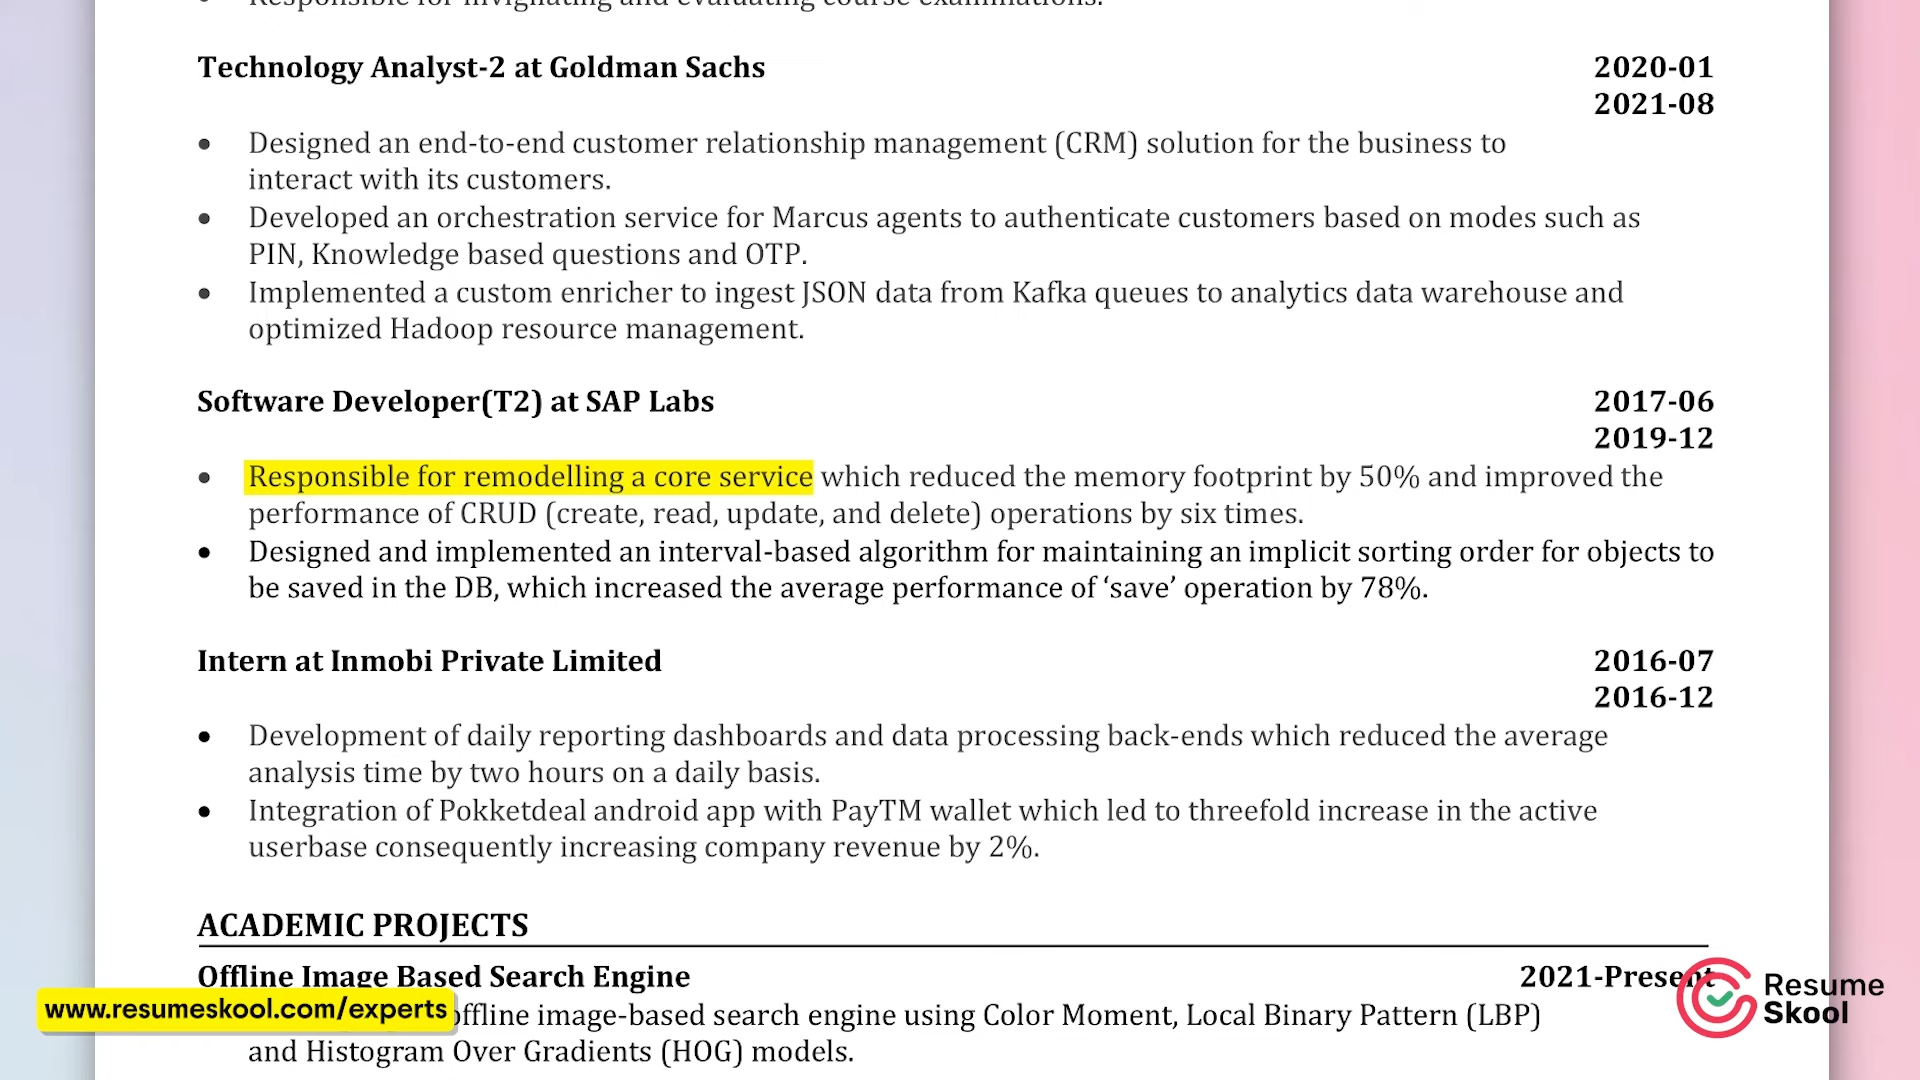 Responsible for invigilating and evaluating course examinations.
Technology Analyst-2 at Goldman Sachs 2020-01
2021-08
• Designed an end-to-end customer relationship management (CRM) solution for the business to
interact with its customers.
• Developed an orchestration service for Marcus agents to authenticate customers based on modes such as
PIN, Knowledge based questions and OTP.
• Implemented a custom enricher to ingest JSON data from Kafka queues to analytics data warehouse and
optimized Hadoop resource management.
Software Developer(T2) at SAP Labs 2017-06
2019-12
• Responsible for remodelling a core service which reduced the memory footprint by 50% and improved the
performance of CRUD (create, read, update, and delete) operations by six times.
• Designed and implemented an interval-based algorithm for maintaining an implicit sorting order for objects to
be saved in the DB, which increased the average performance of ‘save’ operation by 78%.
Intern at Inmobi Private Limited 2016-07
2016-12
• Development of daily reporting dashboards and data processing back-ends which reduced the average
analysis time by two hours on a daily basis.
• Integration of Pokketdeal android app with PayTM wallet which led to threefold increase in the active
userbase consequently increasing company revenue by 2%.
ACADEMIC PROJECTS
Offline Image Based Search Engine 2021-Present
offline image-based search engine using Color Moment, Local Binary Pattern (LBP)
and Histogram Over Gradients (HOG) models.
www.resumeskool.com/experts
Resume
Skool